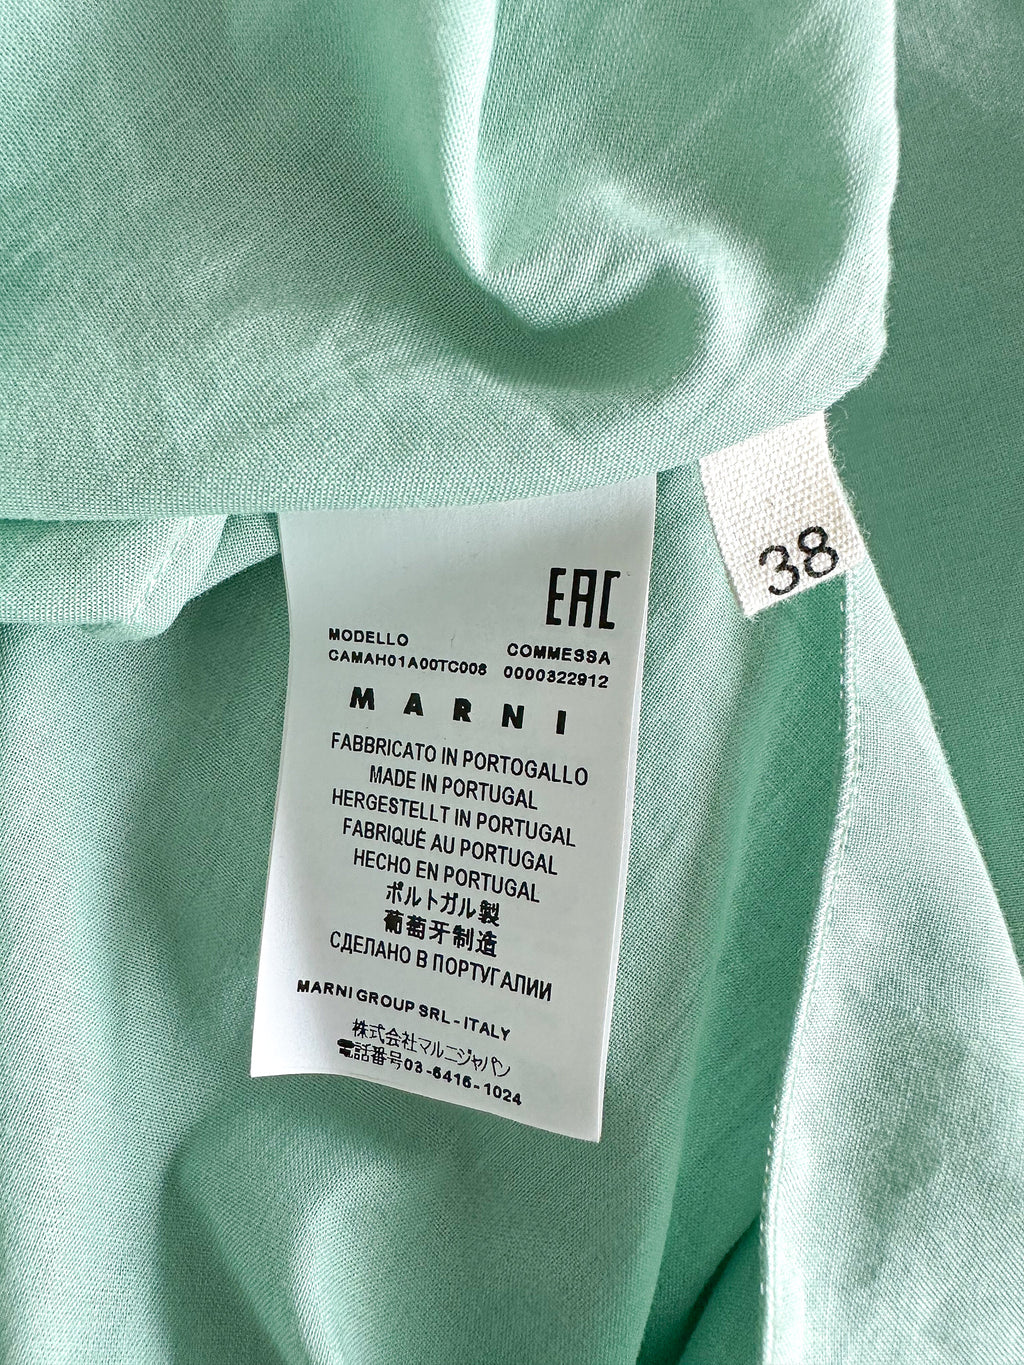 38
EAC
MODELLO
CAMAH01A00TC008
COMMESSA
0000322912
MARNI
FABBRICATO IN PORTOGALLO
MADE IN PORTUGAL
HERGESTELLT IN PORTUGAL
FABRIQUÉ AU PORTUGAL
HECHO EN PORTUGAL
ポルトガル製
葡萄牙制造
СДЕЛАНО В ПОРТУГАЛИИ
MARNI GROUP SRL - ITALY
株式会社マルニジャパン
電話番号03-6416-1024